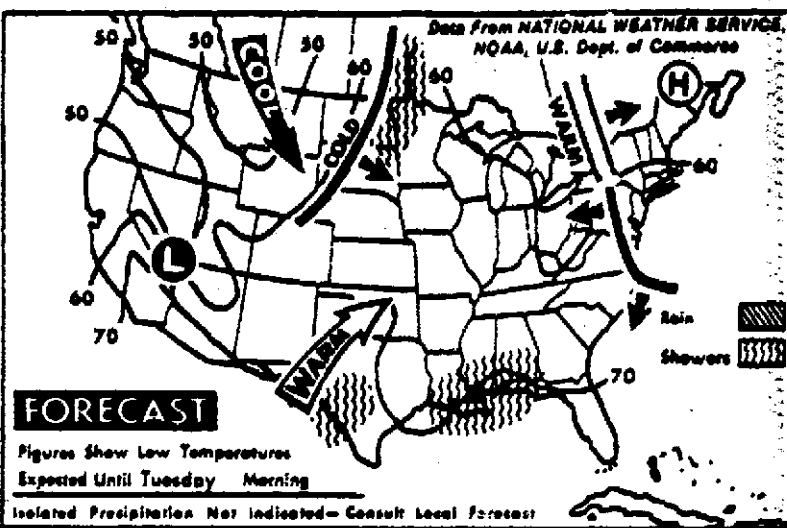 Data From NATIONAL WEATHER SERVICE,
NOAA, U.S. Dept. of Commerce
50
50
50
60
60
COOL
COLD
WARM
H
50
60
L
60
70
WARM
Rain
Showers
70
FORECAST
Figures Show Low Temperatures
Expected Until Tuesday Morning
Isolated Precipitation Not Indicated— Consult Local Forecast